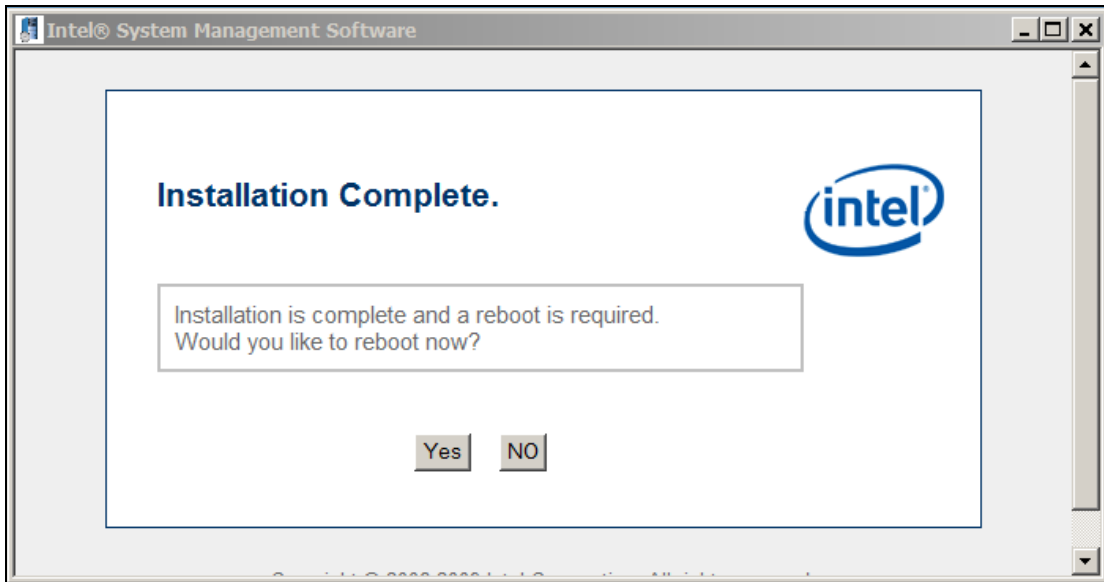 Intel® System Management Software
Installation Complete.
intel
Installation is complete and a reboot is required.
Would you like to reboot now?
Yes
NO